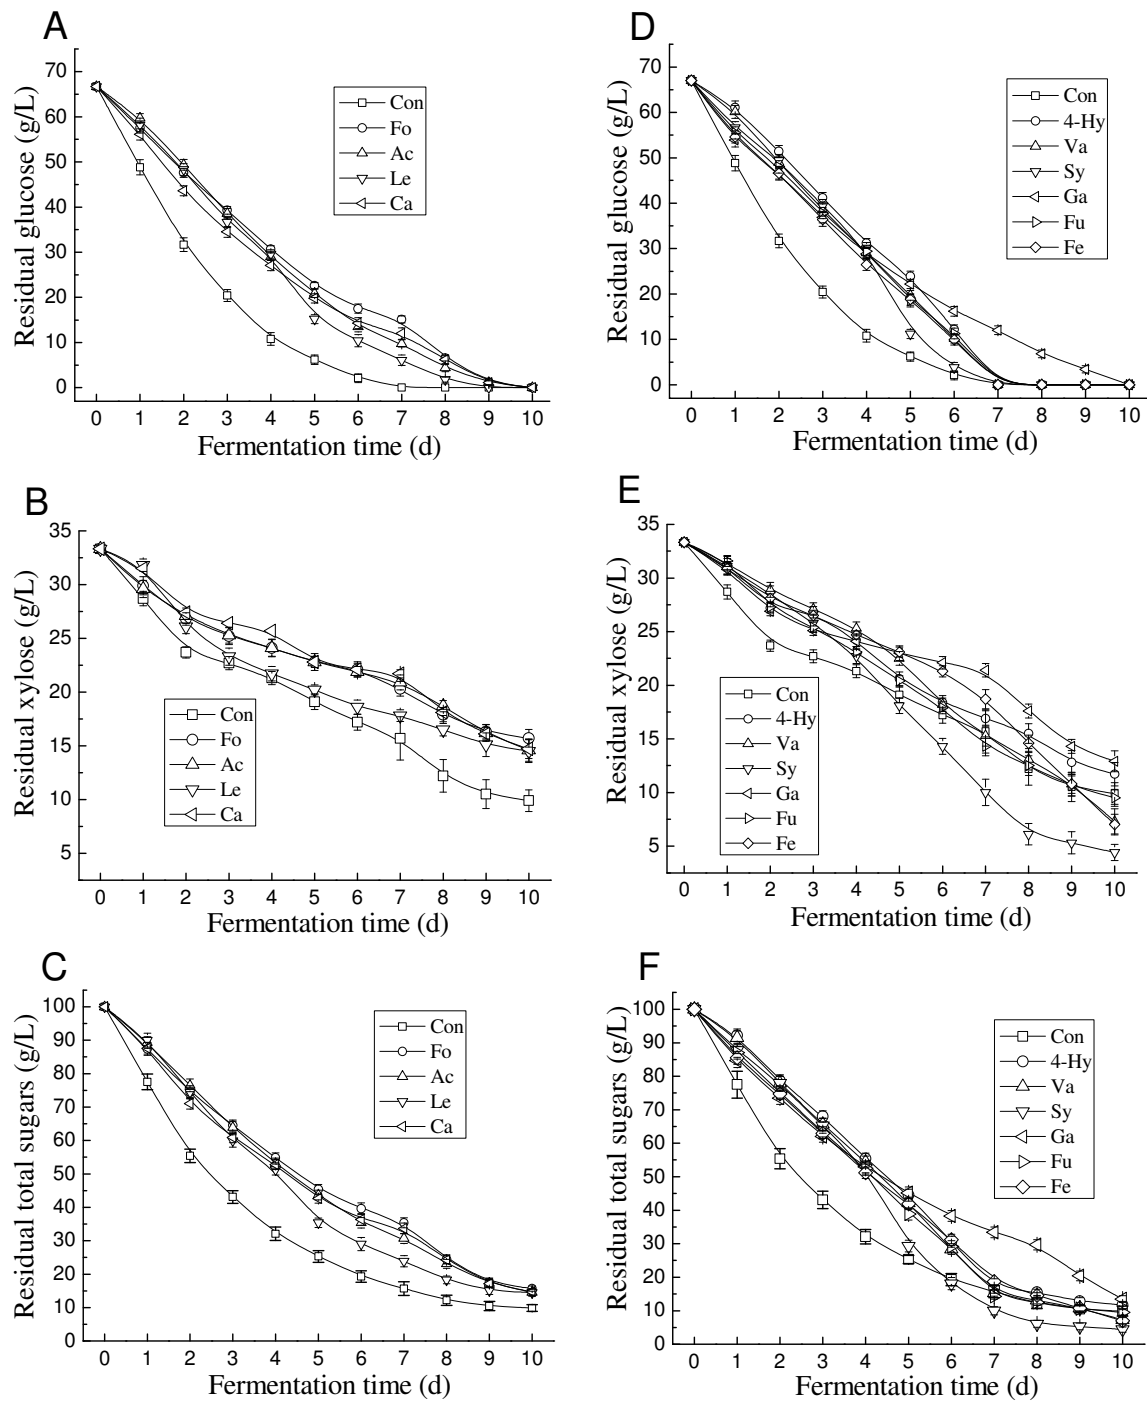 A
Residual glucose (g/L)
70
60
50
40
30
20
10
0
Con
Fo
Ac
Le
Ca
0 1 2 3 4 5 6 7 8 9 10
Fermentation time (d)
D
Residual glucose (g/L)
70
60
50
40
30
20
10
0
Con
4-Hy
Va
Sy
Ga
Fu
Fe
0 1 2 3 4 5 6 7 8 9 10
Fermentation time (d)
B
Residual xylose (g/L)
35
30
25
20
15
10
5
Con
Fo
Ac
Le
Ca
0 1 2 3 4 5 6 7 8 9 10
Fermentation time (d)
E
Residual xylose (g/L)
35
30
25
20
15
10
5
Con
4-Hy
Va
Sy
Ga
Fu
Fe
0 1 2 3 4 5 6 7 8 9 10
Fermentation time (d)
C
Residual total sugars (g/L)
100
90
80
70
60
50
40
30
20
10
0
Con
Fo
Ac
Le
Ca
0 1 2 3 4 5 6 7 8 9 10
Fermentation time (d)
F
Residual total sugars (g/L)
100
90
80
70
60
50
40
30
20
10
0
Con
4-Hy
Va
Sy
Ga
Fu
Fe
0 1 2 3 4 5 6 7 8 9 10
Fermentation time (d)